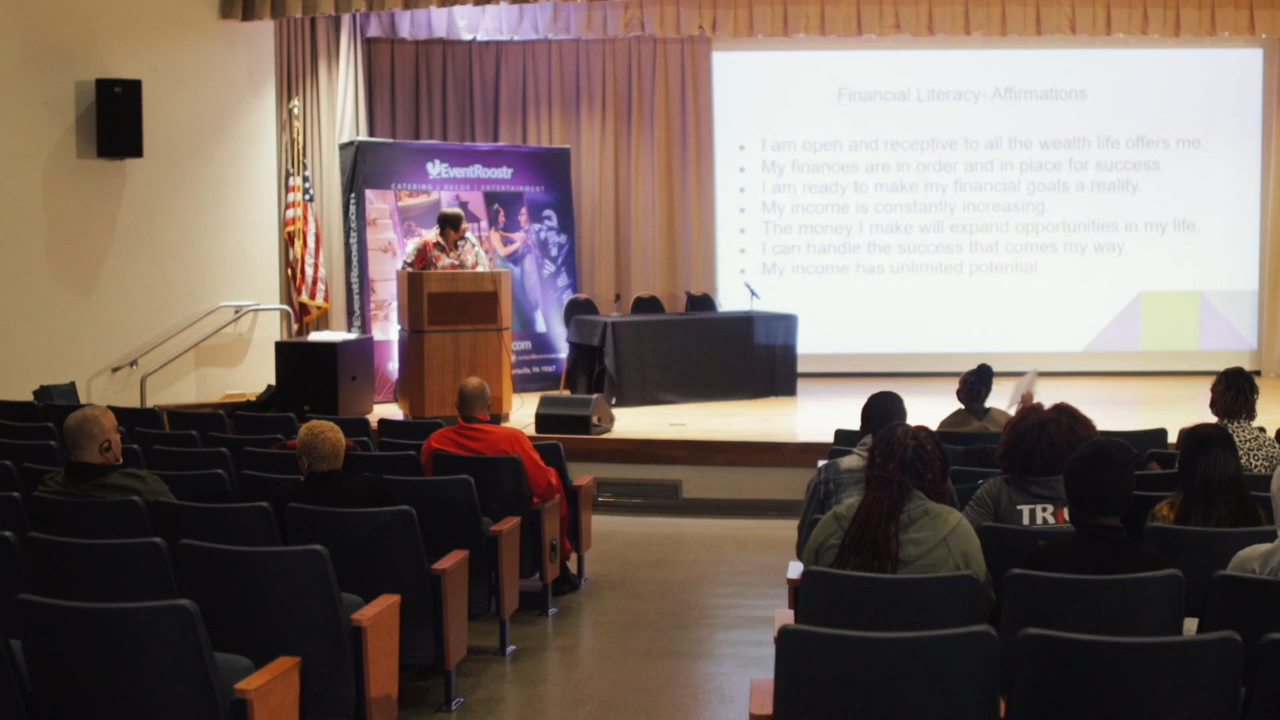 EventRoostr
CATERING | DECOR | ENTERTAINMENT
EventRoostr.com
.com
Financial Literacy- Affirmations
• I am open and receptive to all the wealth life offers me.
• My finances are in order and in place for success.
• I am ready to make my financial goals a reality.
• My income is constantly increasing.
• The money I make will expand opportunities in my life.
• I can handle the success that comes my way.
• My income has unlimited potential
TRI